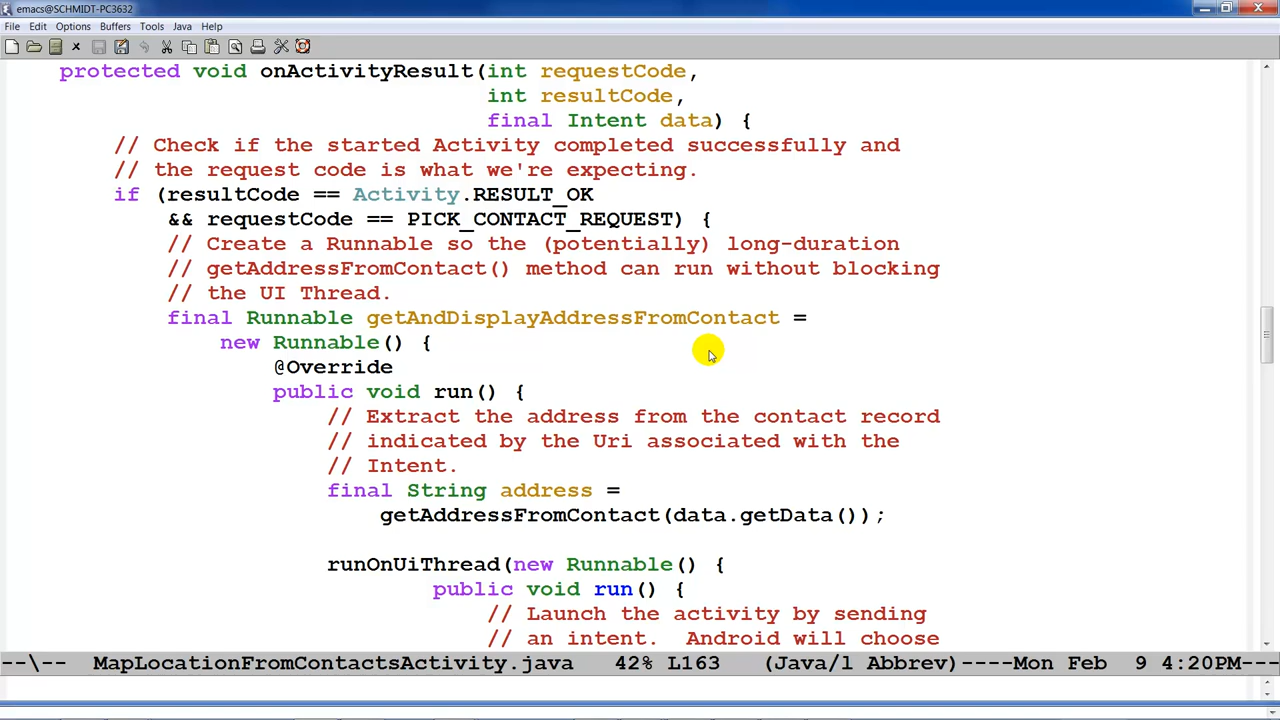 emacs@SCHMIDT-PC3632
File Edit Options Buffers Tools Java Help
protected void onActivityResult(int requestCode,
int resultCode,
final Intent data) {
// Check if the started Activity completed successfully and
// the request code is what we're expecting.
if (resultCode == Activity.RESULT_OK
&& requestCode == PICK_CONTACT_REQUEST) {
// Create a Runnable so the (potentially) long-duration
// getAddressFromContact() method can run without blocking
// the UI Thread.
final Runnable getAndDisplayAddressFromContact =
new Runnable() {
@Override
public void run() {
// Extract the address from the contact record
// indicated by the Uri associated with the
// Intent.
final String address =
getAddressFromContact(data.getData());
runOnUiThread(new Runnable() {
public void run() {
// Launch the activity by sending
// an intent.  Android will choose
--\-- MapLocationFromContactsActivity.java 42% L163 (Java/l Abbrev)----Mon Feb 9 4:20PM---